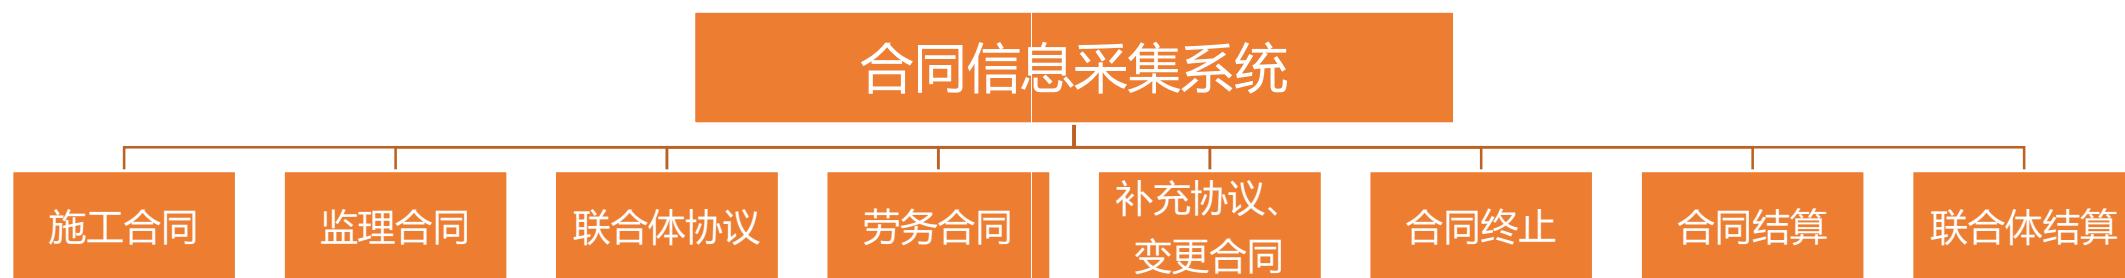 合同信息采集系统
施工合同
监理合同
联合体协议
劳务合同
补充协议、
变更合同
合同终止
合同结算
联合体结算